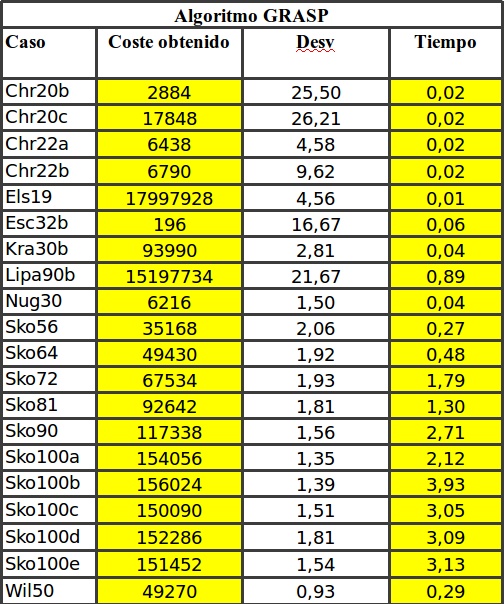 Algoritmo GRASP
Caso Coste obtenido Desv Tiempo
Chr20b 2884 25,50 0,02
Chr20c 17848 26,21 0,02
Chr22a 6438 4,58 0,02
Chr22b 6790 9,62 0,02
Els19 17997928 4,56 0,01
Esc32b 196 16,67 0,06
Kra30b 93990 2,81 0,04
Lipa90b 15197734 21,67 0,89
Nug30 6216 1,50 0,04
Sko56 35168 2,06 0,27
Sko64 49430 1,92 0,48
Sko72 67534 1,93 1,79
Sko81 92642 1,81 1,30
Sko90 117338 1,56 2,71
Sko100a 154056 1,35 2,12
Sko100b 156024 1,39 3,93
Sko100c 150090 1,51 3,05
Sko100d 152286 1,81 3,09
Sko100e 151452 1,54 3,13
Wil50 49270 0,93 0,29